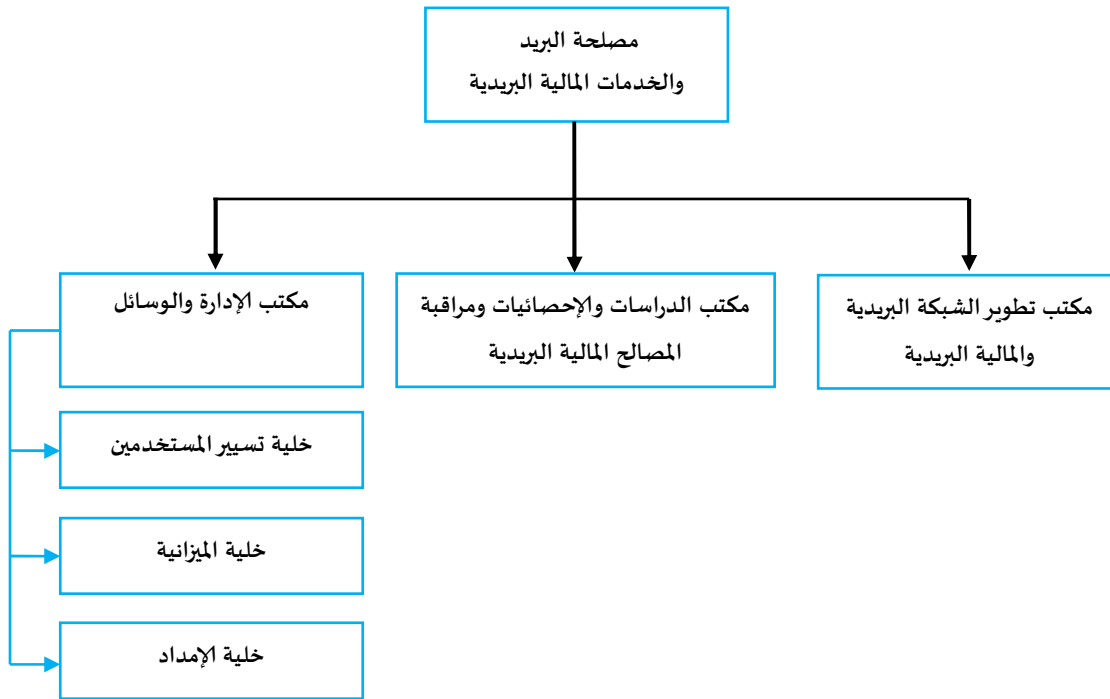 مصلحة البريد
والخدمات المالية البريدية
مكتب تطوير الشبكة البريدية
والمالية البريدية
مكتب الدراسات والإحصائيات ومراقبة
المصالح المالية البريدية
مكتب الإدارة والوسائل
خلية تسيير المستخدمين
خلية الميزانية
خلية الإمداد